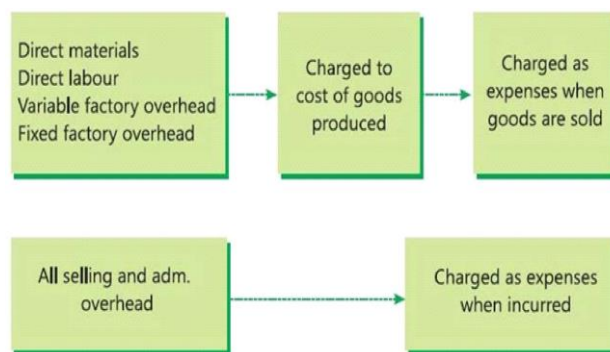 Direct materials
Direct labour
Variable factory overhead
Fixed factory overhead
Charged to
cost of goods
produced
Charged as
expenses when
goods are sold
All selling and adm.
overhead
Charged as expenses
when incurred